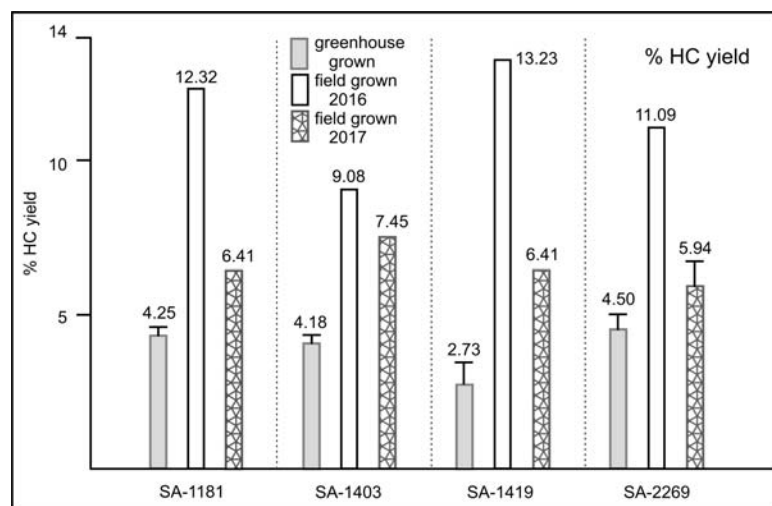 14
10
5
% HC yield
greenhouse
grown
field grown
2016
field grown
2017
% HC yield
4.25
12.32
6.41
4.18
9.08
7.45
2.73
13.23
6.41
4.50
11.09
5.94
SA-1181
SA-1403
SA-1419
SA-2269